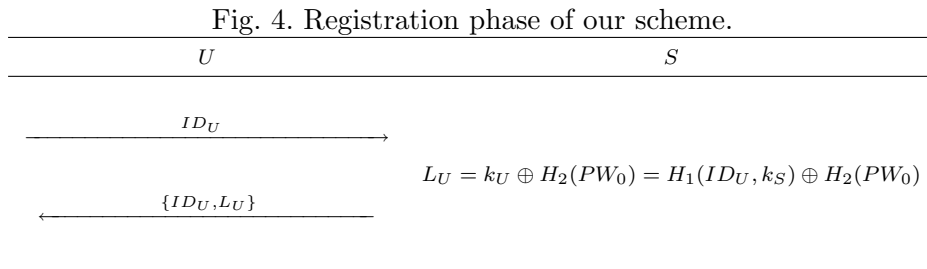 Fig. 4. Registration phase of our scheme.
U S
ID_U
L_U = k_U ⊕ H_2(PW_0) = H_1(ID_U, k_S) ⊕ H_2(PW_0)
{ID_U,L_U}